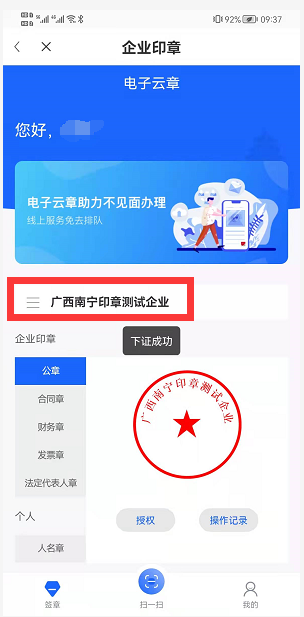 92% 09:37
企业印章
电子云章
您好,
电子云章助力不见面办理
线上服务免去排队
广西南宁印章测试企业
企业印章
下证成功
公章
合同章
财务章
发票章
法定代表人章
广西南宁印章测试企业
授权
操作记录
个人
人名章
签章
扫一扫
我的